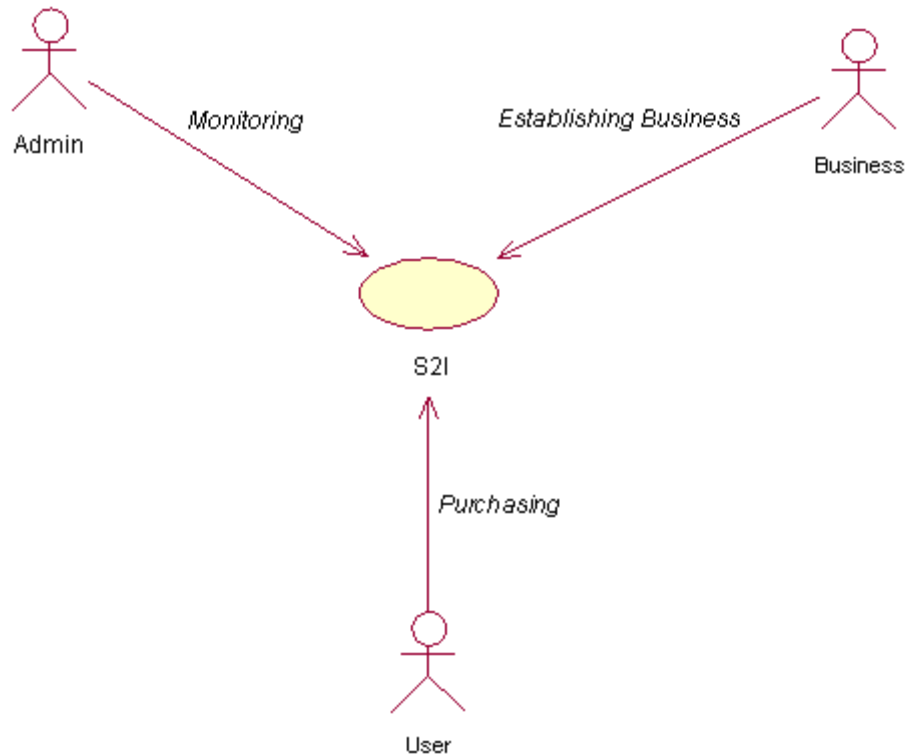 Monitoring
Establishing Business
Admin
Business
S2I
Purchasing
User